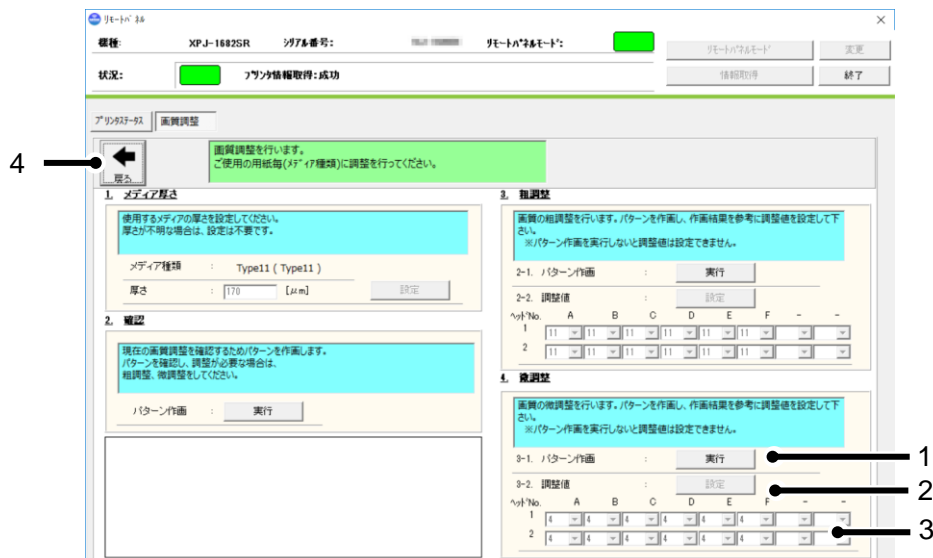 リモートパネル
機種: XPJ-1682SR シリアル番号: リモートパネルモード: リモートパネルモード 変更
状況: プリンタ情報取得:成功 情報取得 終了
プリンタステータス 画質調整
戻る
画質調整を行います。
ご使用の用紙毎(メディア種類)に調整を行ってください。
4
1. メディア厚さ
使用するメディアの厚さを設定してください。
厚さが不明な場合は、設定は不要です。
メディア種類 : Type11 ( Type11 )
厚さ : 170 [μm] 設定
2. 確認
現在の画質調整を確認するためパターンを作画します。
パターンを確認し、調整が必要な場合は、
粗調整、微調整をしてください。
パターン作画 : 実行
3. 粗調整
画質の粗調整を行います。パターンを作画し、作画結果を参考に調整値を設定して下
さい。
※パターン作画を実行しないと調整値は設定できません。
2-1. パターン作画 : 実行
2-2. 調整値 : 設定
ヘッドNo. A B C D E F - -
1 11 11 11 11 11 11
2 11 11 11 11 11 11
4. 微調整
画質の微調整を行います。パターンを作画し、作画結果を参考に調整値を設定して下
さい。
※パターン作画を実行しないと調整値は設定できません。
3-1. パターン作画 : 実行
1
3-2. 調整値 : 設定
2
ヘッドNo. A B C D E F - -
1 4 4 4 4 4 4
2 4 4 4 4 4 4
3